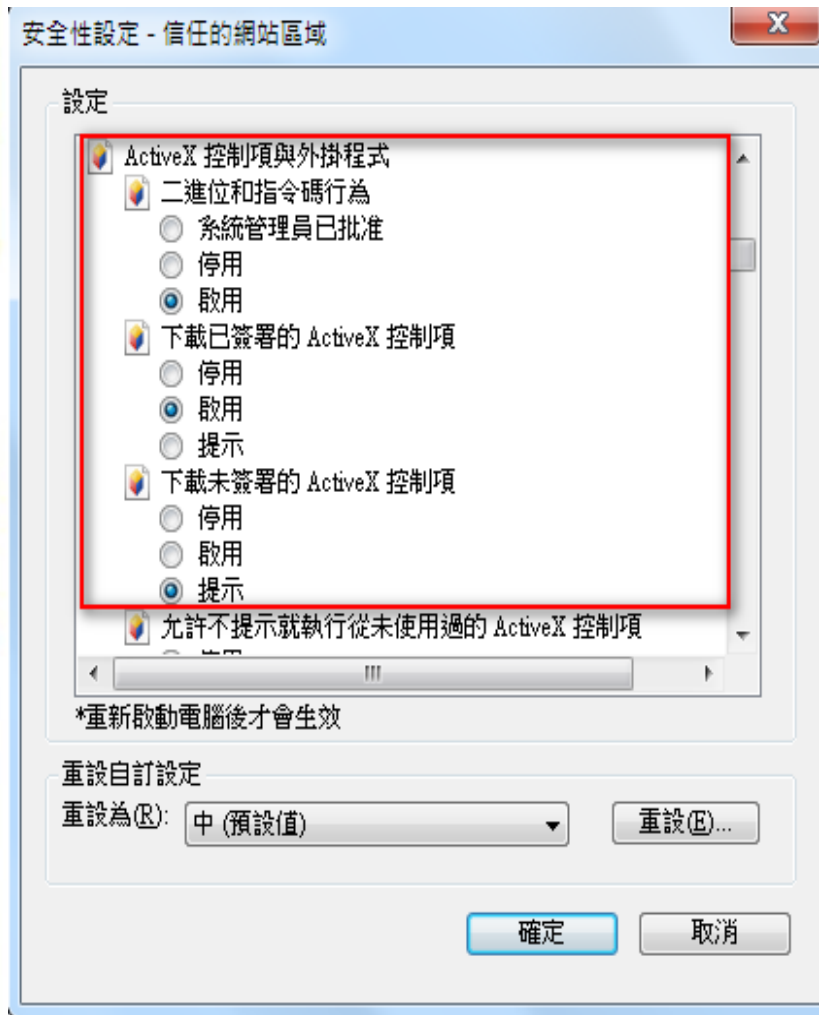 安全性設定 - 信任的網站區域
設定
ActiveX 控制項與外掛程式
二進位和指令碼行為
系統管理員已批准
停用
啟用
下載已簽署的 ActiveX 控制項
停用
啟用
提示
下載未簽署的 ActiveX 控制項
停用
啟用
提示
允許不提示就執行從未使用過的 ActiveX 控制項
*重新啟動電腦後才會生效
重設自訂設定
重設為(R): 中 (預設值) 重設(E)...
確定 取消